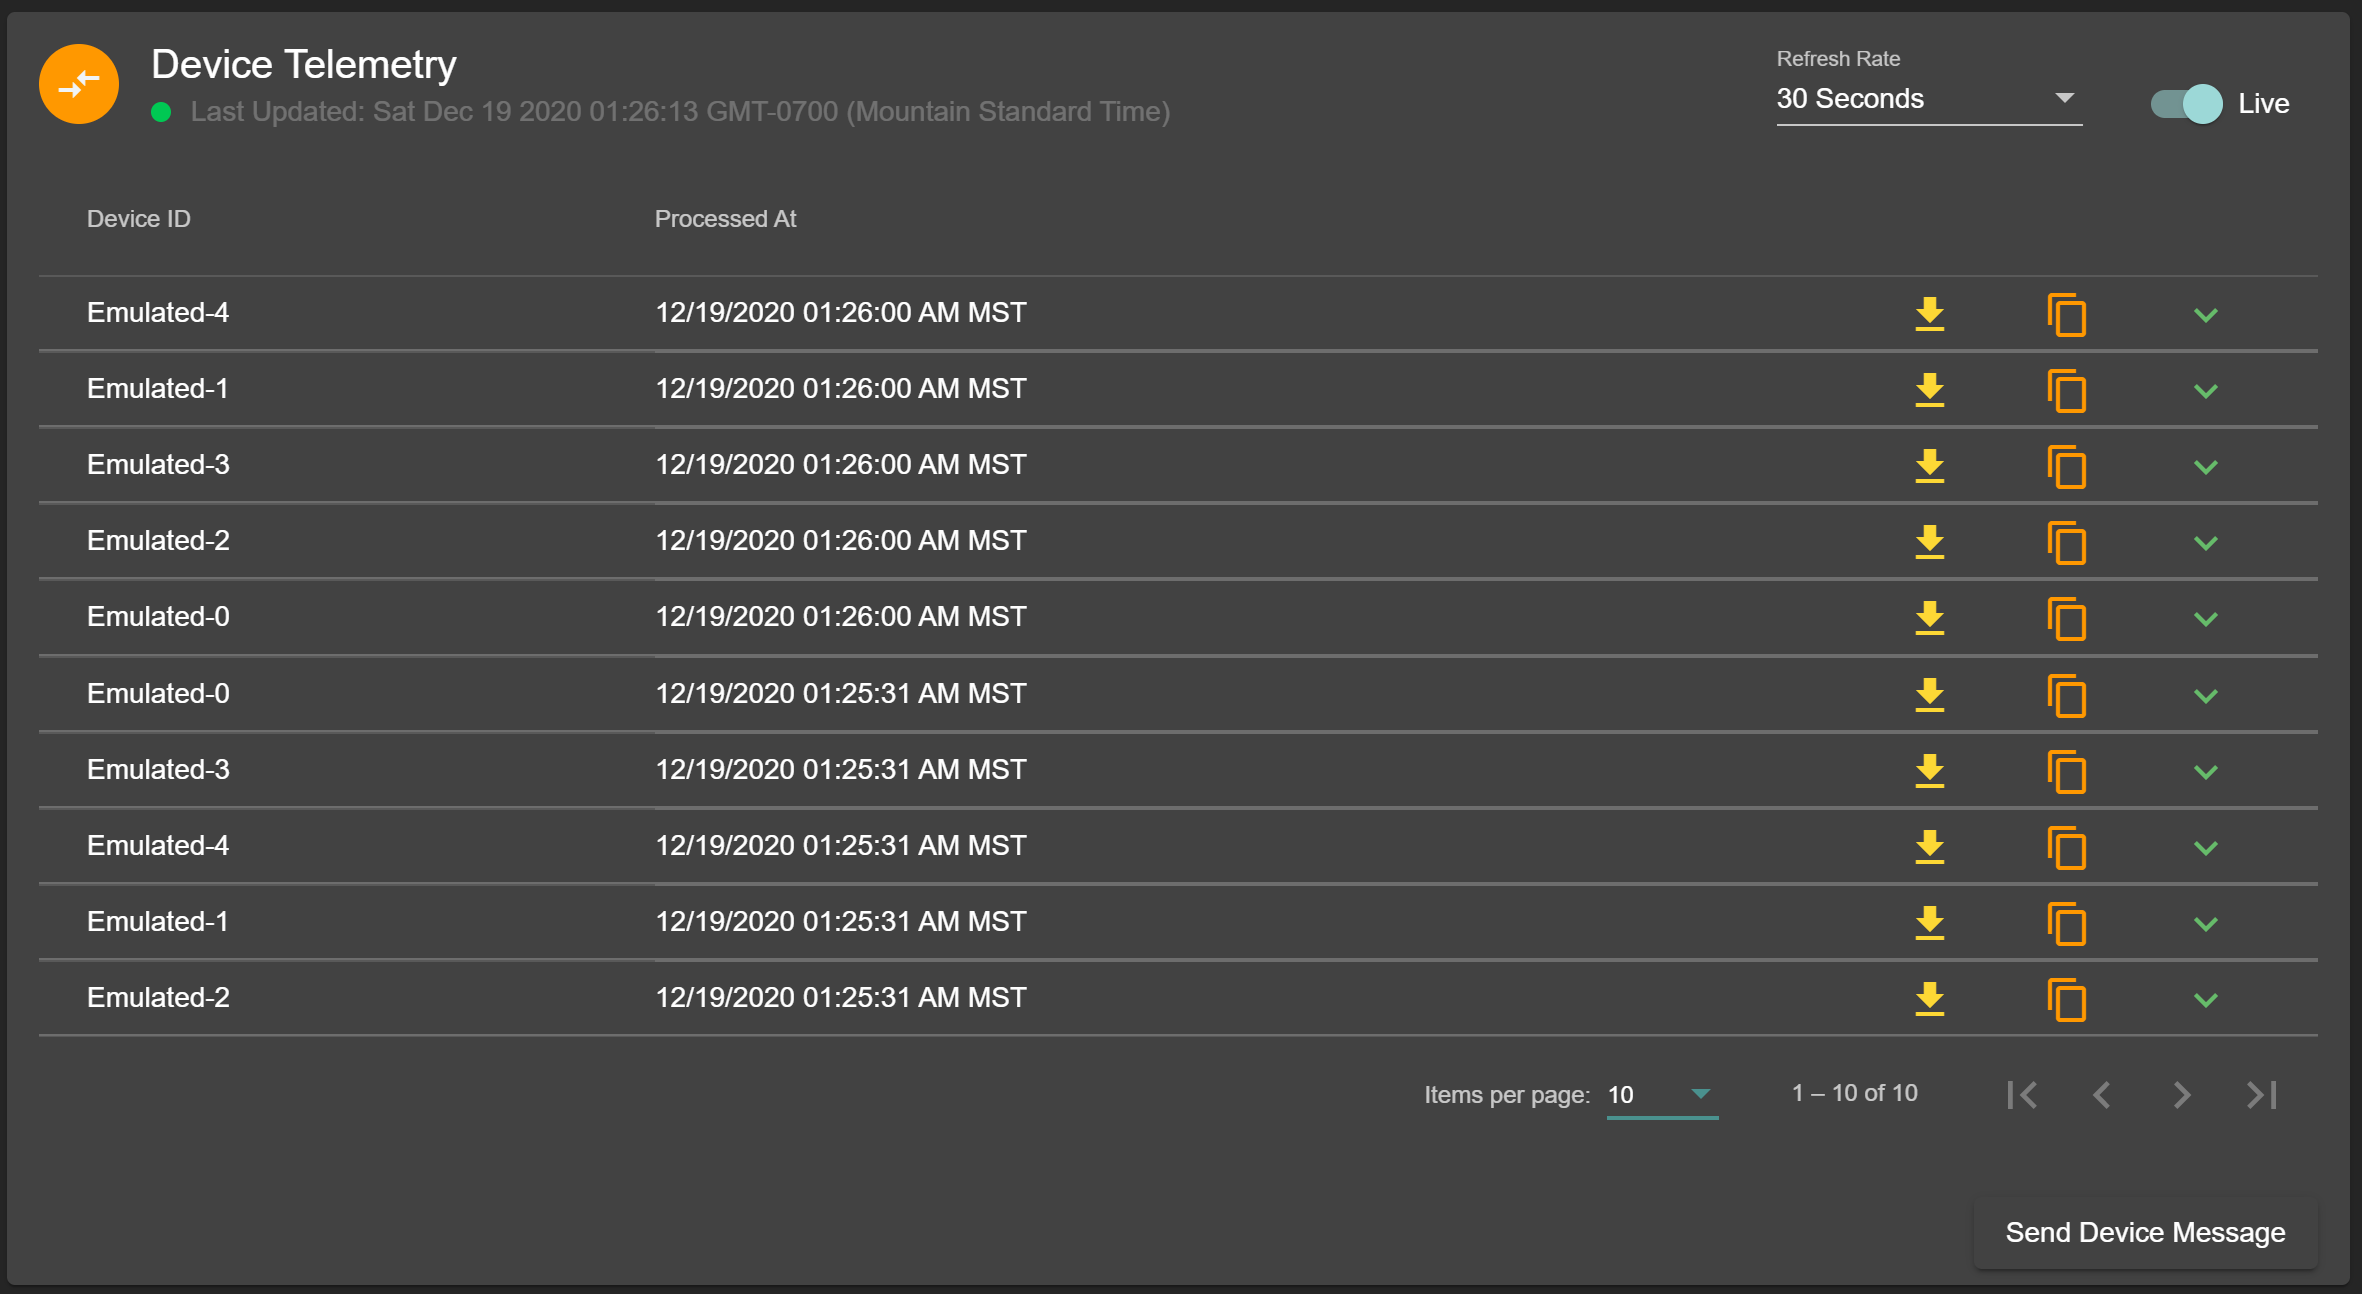 Device Telemetry
Last Updated: Sat Dec 19 2020 01:26:13 GMT-0700 (Mountain Standard Time)
Refresh Rate
30 Seconds
Live
Device ID Processed At
Emulated-4 12/19/2020 01:26:00 AM MST
Emulated-1 12/19/2020 01:26:00 AM MST
Emulated-3 12/19/2020 01:26:00 AM MST
Emulated-2 12/19/2020 01:26:00 AM MST
Emulated-0 12/19/2020 01:26:00 AM MST
Emulated-0 12/19/2020 01:25:31 AM MST
Emulated-3 12/19/2020 01:25:31 AM MST
Emulated-4 12/19/2020 01:25:31 AM MST
Emulated-1 12/19/2020 01:25:31 AM MST
Emulated-2 12/19/2020 01:25:31 AM MST
Items per page: 10 1 – 10 of 10
Send Device Message